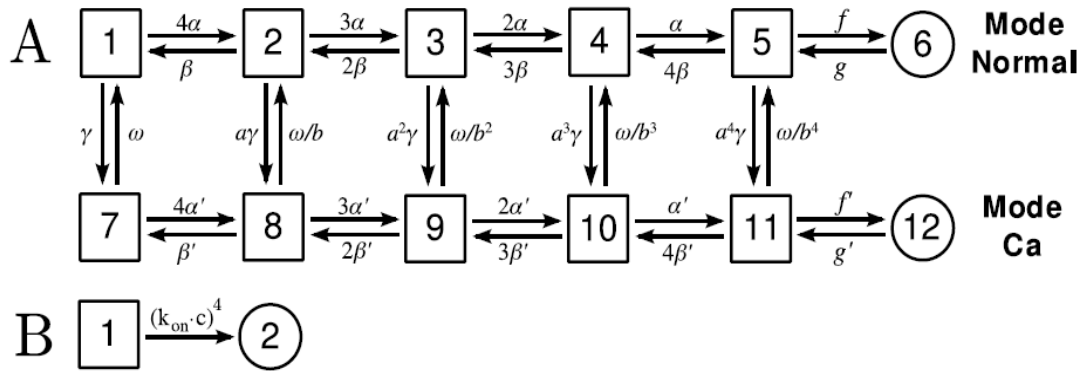 A
1 4α β 2 3α 2β 3 2α 3β 4 α 4β 5 f g 6
Mode
Normal
γ ω aγ ω/b a²γ ω/b² a³γ ω/b³ a⁴γ ω/b⁴
7 4α′ β′ 8 3α′ 2β′ 9 2α′ 3β′ 10 α′ 4β′ 11 f′ g′ 12
Mode
Ca
B
1 (kₒₙ·c)⁴ 2